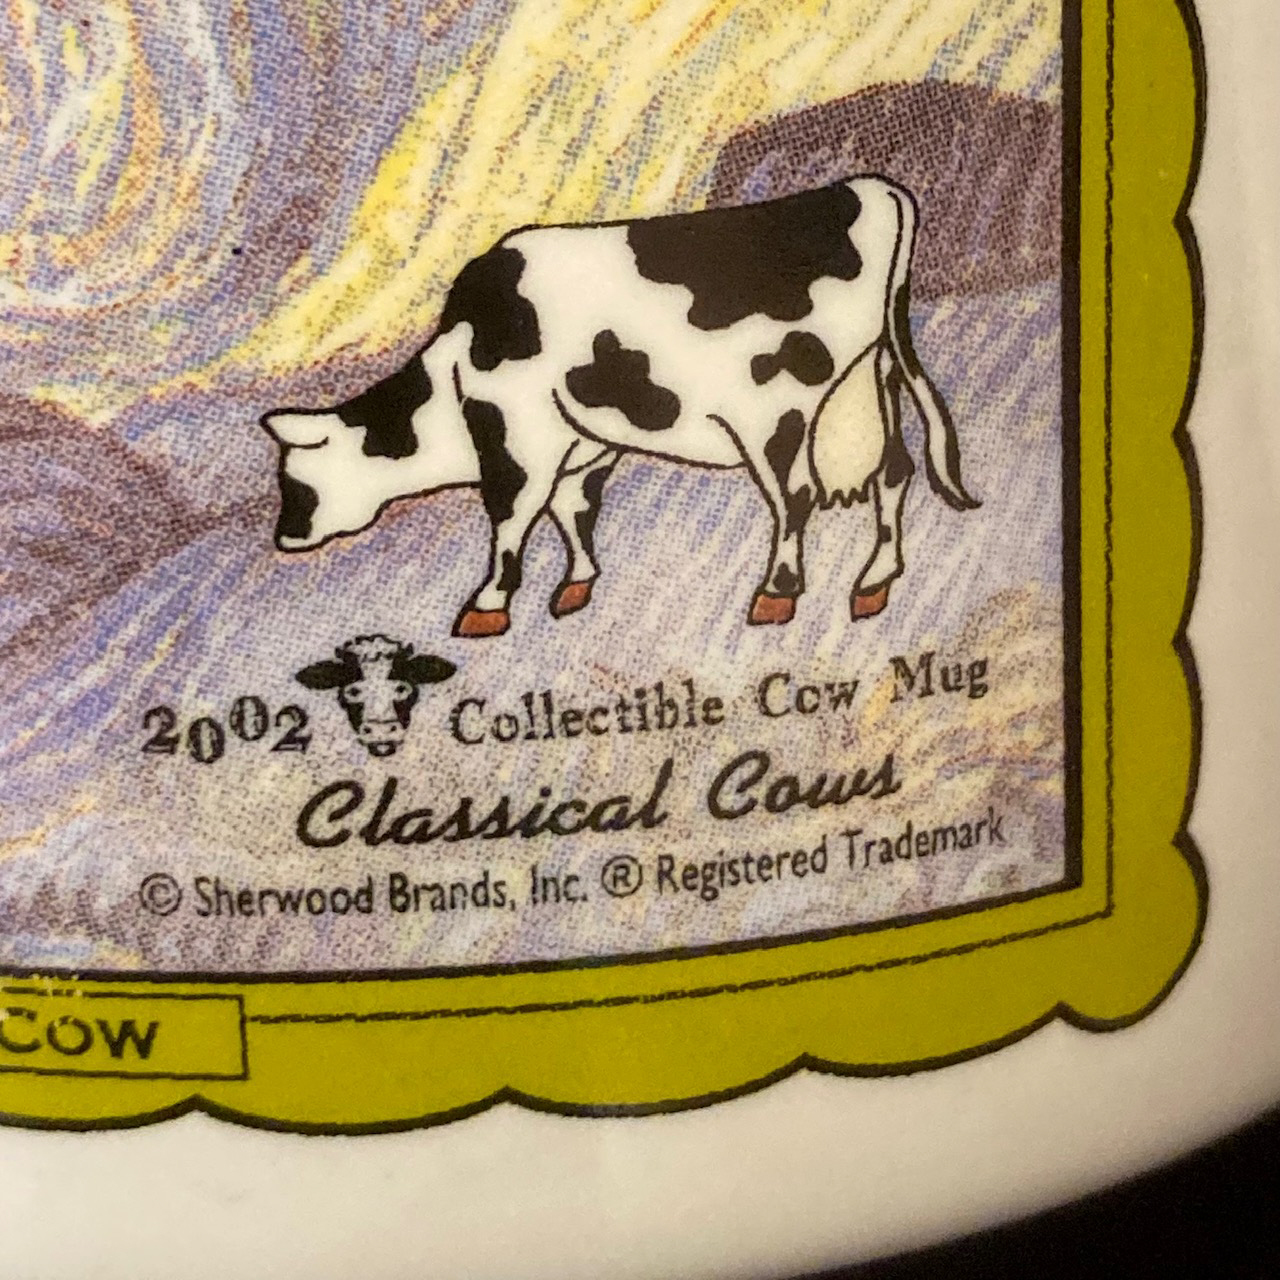 2002 Collectible Cow Mug
Classical Cows
© Sherwood Brands, Inc. ® Registered Trademark
COW